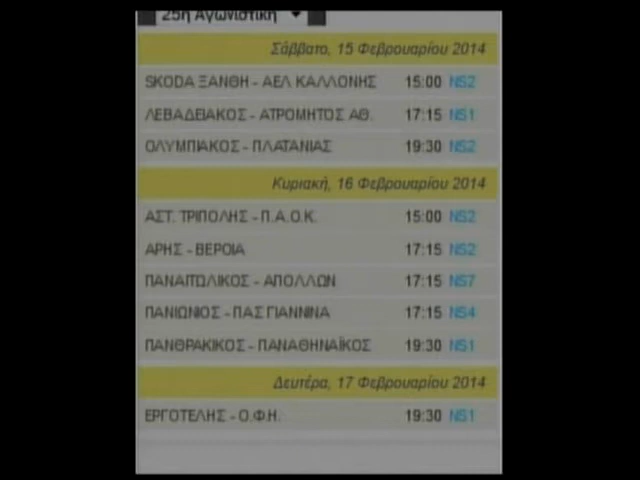 25η Αγωνιστική
Σάββατο, 15 Φεβρουαρίου 2014
SKODA ΞΑΝΘΗ - ΑΕΛ ΚΑΛΛΟΝΗΣ 15:00 NS2
ΛΕΒΑΔΕΙΑΚΟΣ - ΑΤΡΟΜΗΤΟΣ ΑΘ. 17:15 NS1
ΟΛΥΜΠΙΑΚΟΣ - ΠΛΑΤΑΝΙΑΣ 19:30 NS2
Κυριακή, 16 Φεβρουαρίου 2014
ΑΣΤ. ΤΡΙΠΟΛΗΣ - Π.Α.Ο.Κ. 15:00 NS2
ΑΡΗΣ - ΒΕΡΟΙΑ 17:15 NS2
ΠΑΝΑΙΤΩΛΙΚΟΣ - ΑΠΟΛΛΩΝ 17:15 NS7
ΠΑΝΙΩΝΙΟΣ - ΠΑΣ ΓΙΑΝΝΙΝΑ 17:15 NS4
ΠΑΝΘΡΑΚΙΚΟΣ - ΠΑΝΑΘΗΝΑΪΚΟΣ 19:30 NS1
Δευτέρα, 17 Φεβρουαρίου 2014
ΕΡΓΟΤΕΛΗΣ - Ο.Φ.Η. 19:30 NS1